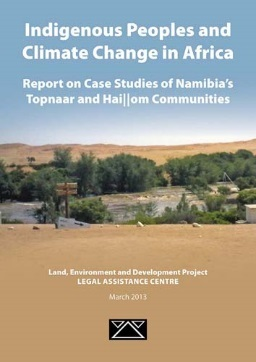 Indigenous Peoples and
Climate Change in Africa
Report on Case Studies of Namibia's
Topnaar and Hai||om Communities
Land, Environment and Development Project
LEGAL ASSISTANCE CENTRE
March 2013